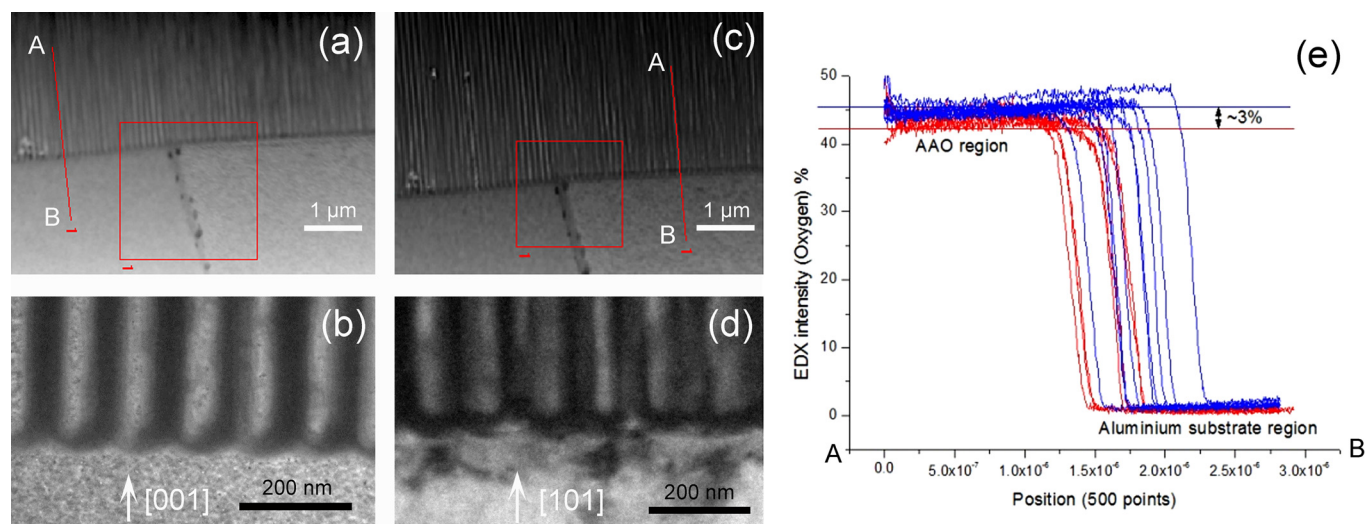 (a)
A
B
1 µm
(c)
A
B
1 µm
(b)
[001]
200 nm
(d)
[101]
200 nm
(e)
EDX intensity (Oxygen) %
50
40
30
20
10
0
~3%
AAO region
Aluminium substrate region
A
B
0.0
5.0x10⁻⁷
1.0x10⁻⁶
1.5x10⁻⁶
2.0x10⁻⁶
2.5x10⁻⁶
3.0x10⁻⁶
Position (500 points)